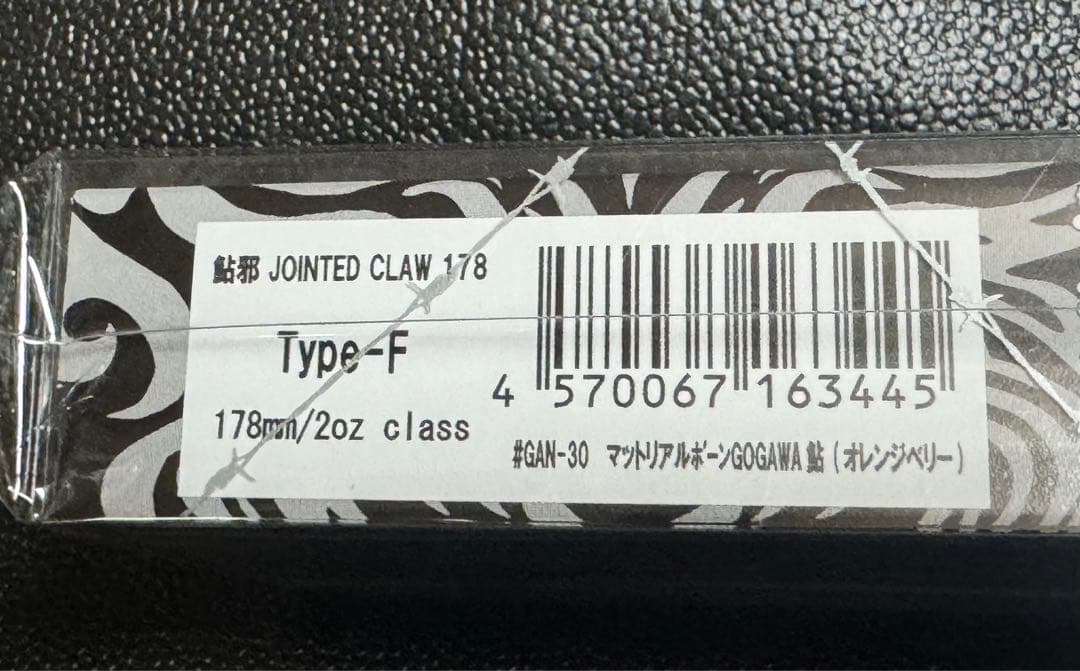 鮎邪 JOINTED CLAW 178
Type-F
178mm/2oz class
4 570067 163445
#GAN-30 マットリアルボーンGOGAWA鮎(オレンジベリー)